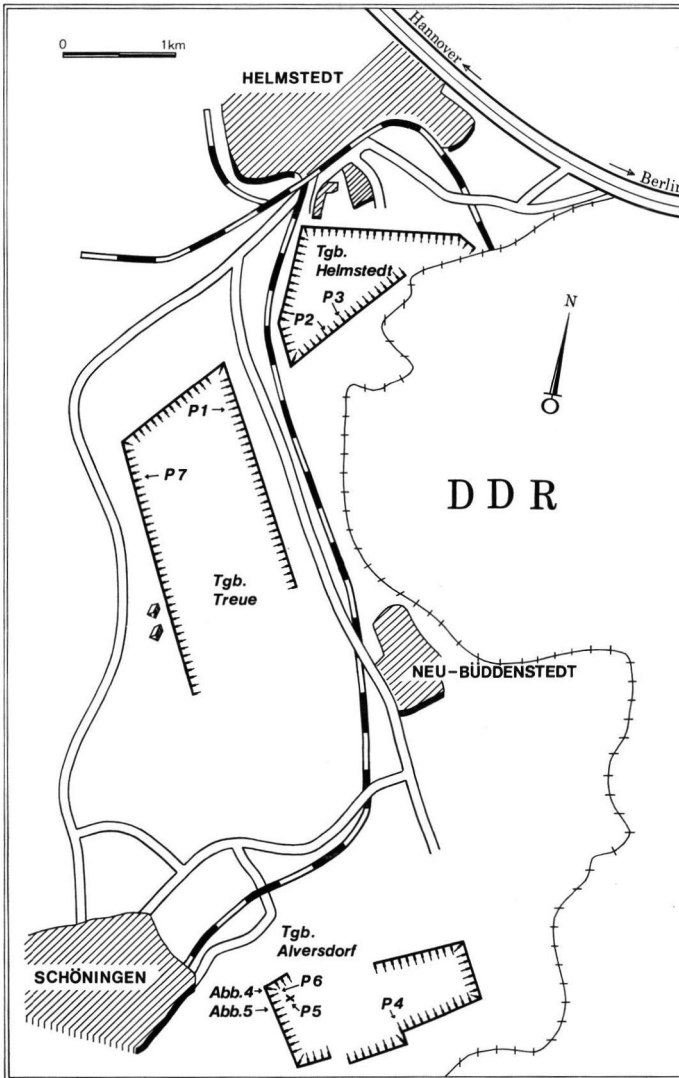 0 1km
Hannover
HELMSTEDT
Berlin
Tgb.
Helmstedt
P3
P2
N
P1
P7
DDR
Tgb.
Treue
NEU-BÜDDENSTEDT
Tgb.
Alversdorf
SCHÖNINGEN
Abb.4
P6
Abb.5
P5
P4